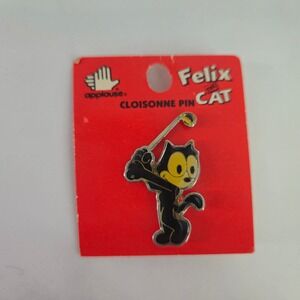 applause®
Felix
the
CAT
CLOISONNE PIN